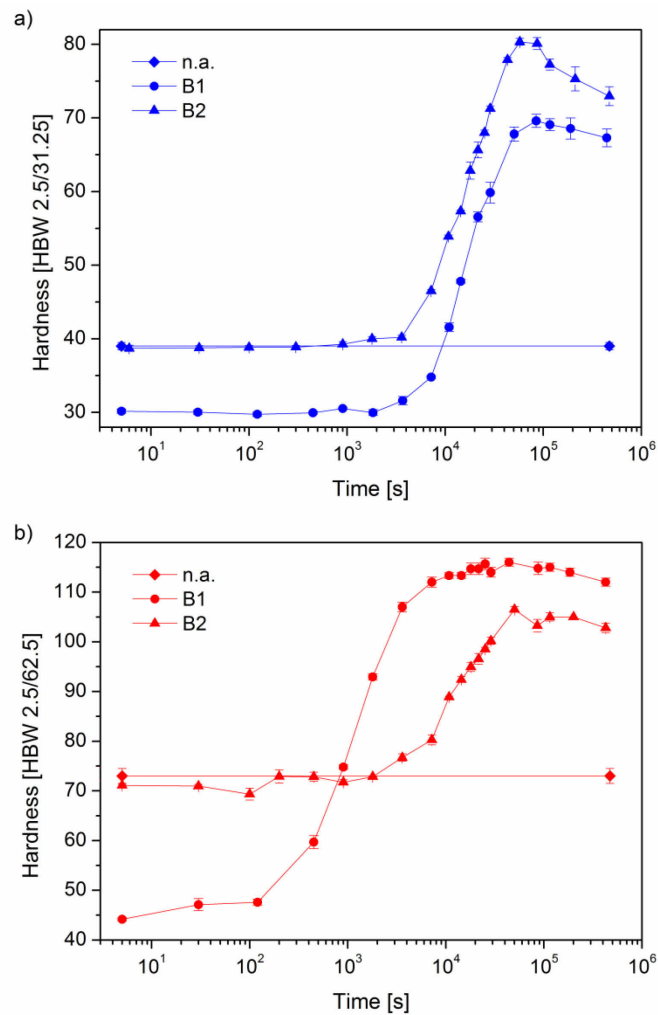 a)
80
70
60
50
40
30
Hardness [HBW 2.5/31.25]
n.a.
B1
B2
10¹ 10² 10³ 10⁴ 10⁵ 10⁶
Time [s]
b)
120
110
100
90
80
70
60
50
40
Hardness [HBW 2.5/62.5]
n.a.
B1
B2
10¹ 10² 10³ 10⁴ 10⁵ 10⁶
Time [s]